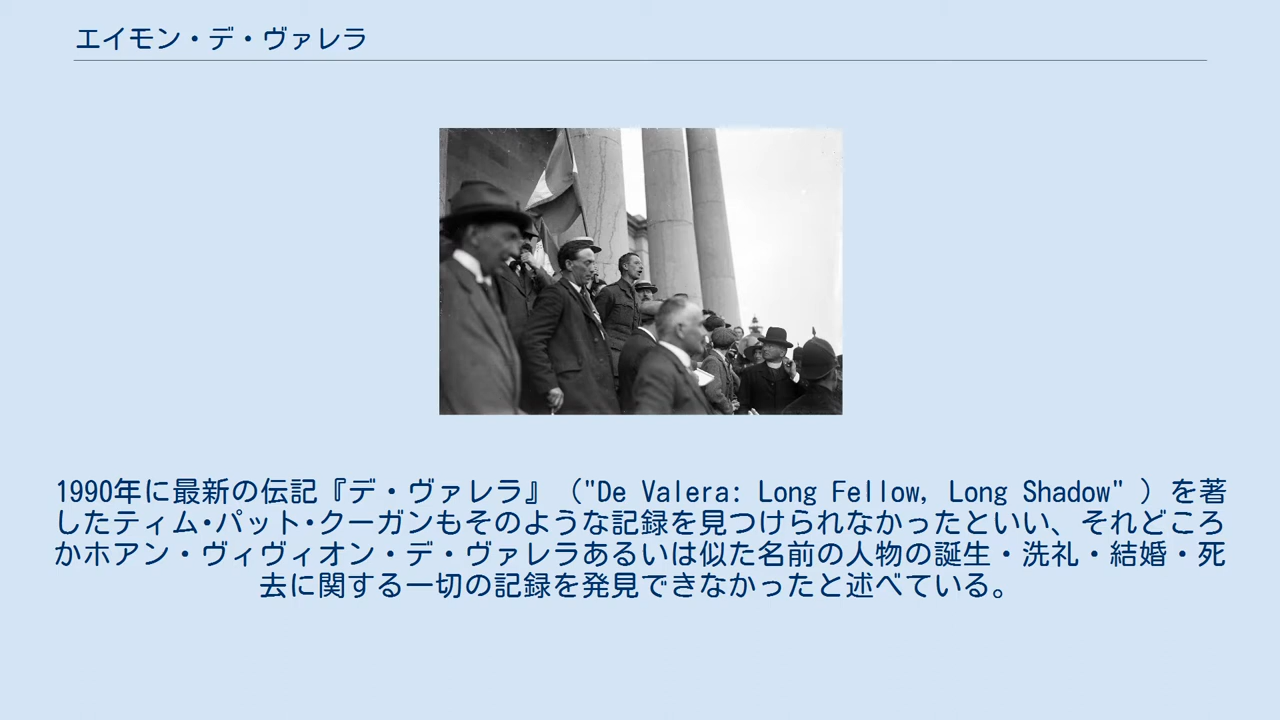 エイモン・デ・ヴァレラ
1990年に最新の伝記『デ・ヴァレラ』（"De Valera: Long Fellow, Long Shadow" ）を著
したティム・パット・クーガンもそのような記録を見つけられなかったといい、それどころ
かホアン・ヴィヴィオン・デ・ヴァレラあるいは似た名前の人物の誕生・洗礼・結婚・死
去に関する一切の記録を発見できなかったと述べている。